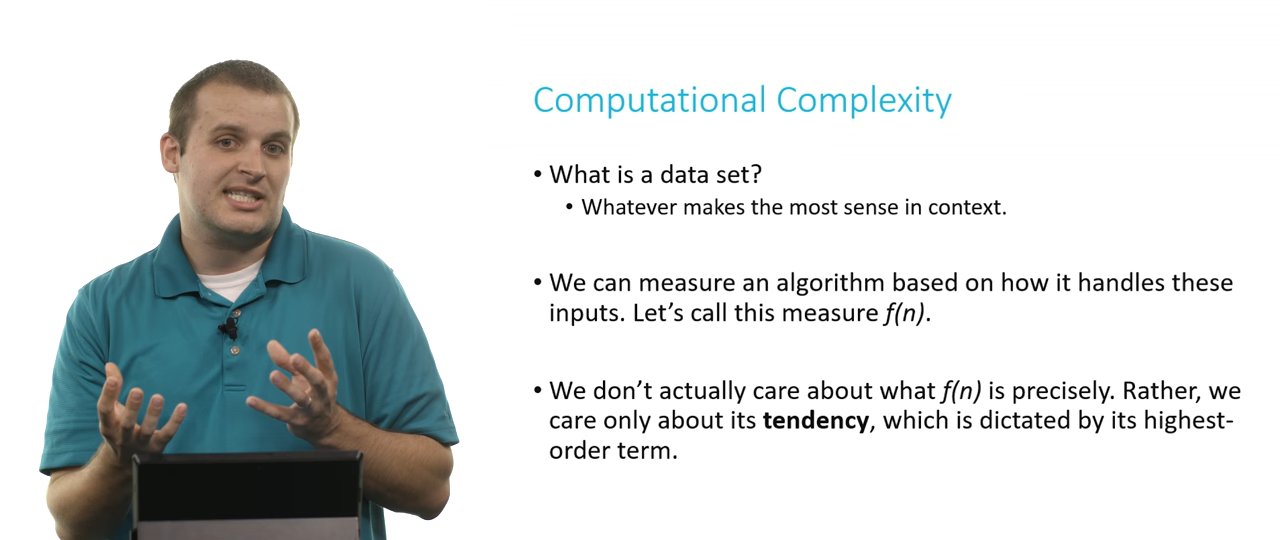 Computational Complexity
• What is a data set?
• Whatever makes the most sense in context.
• We can measure an algorithm based on how it handles these
inputs. Let’s call this measure f(n).
• We don’t actually care about what f(n) is precisely. Rather, we
care only about its tendency, which is dictated by its highest-
order term.